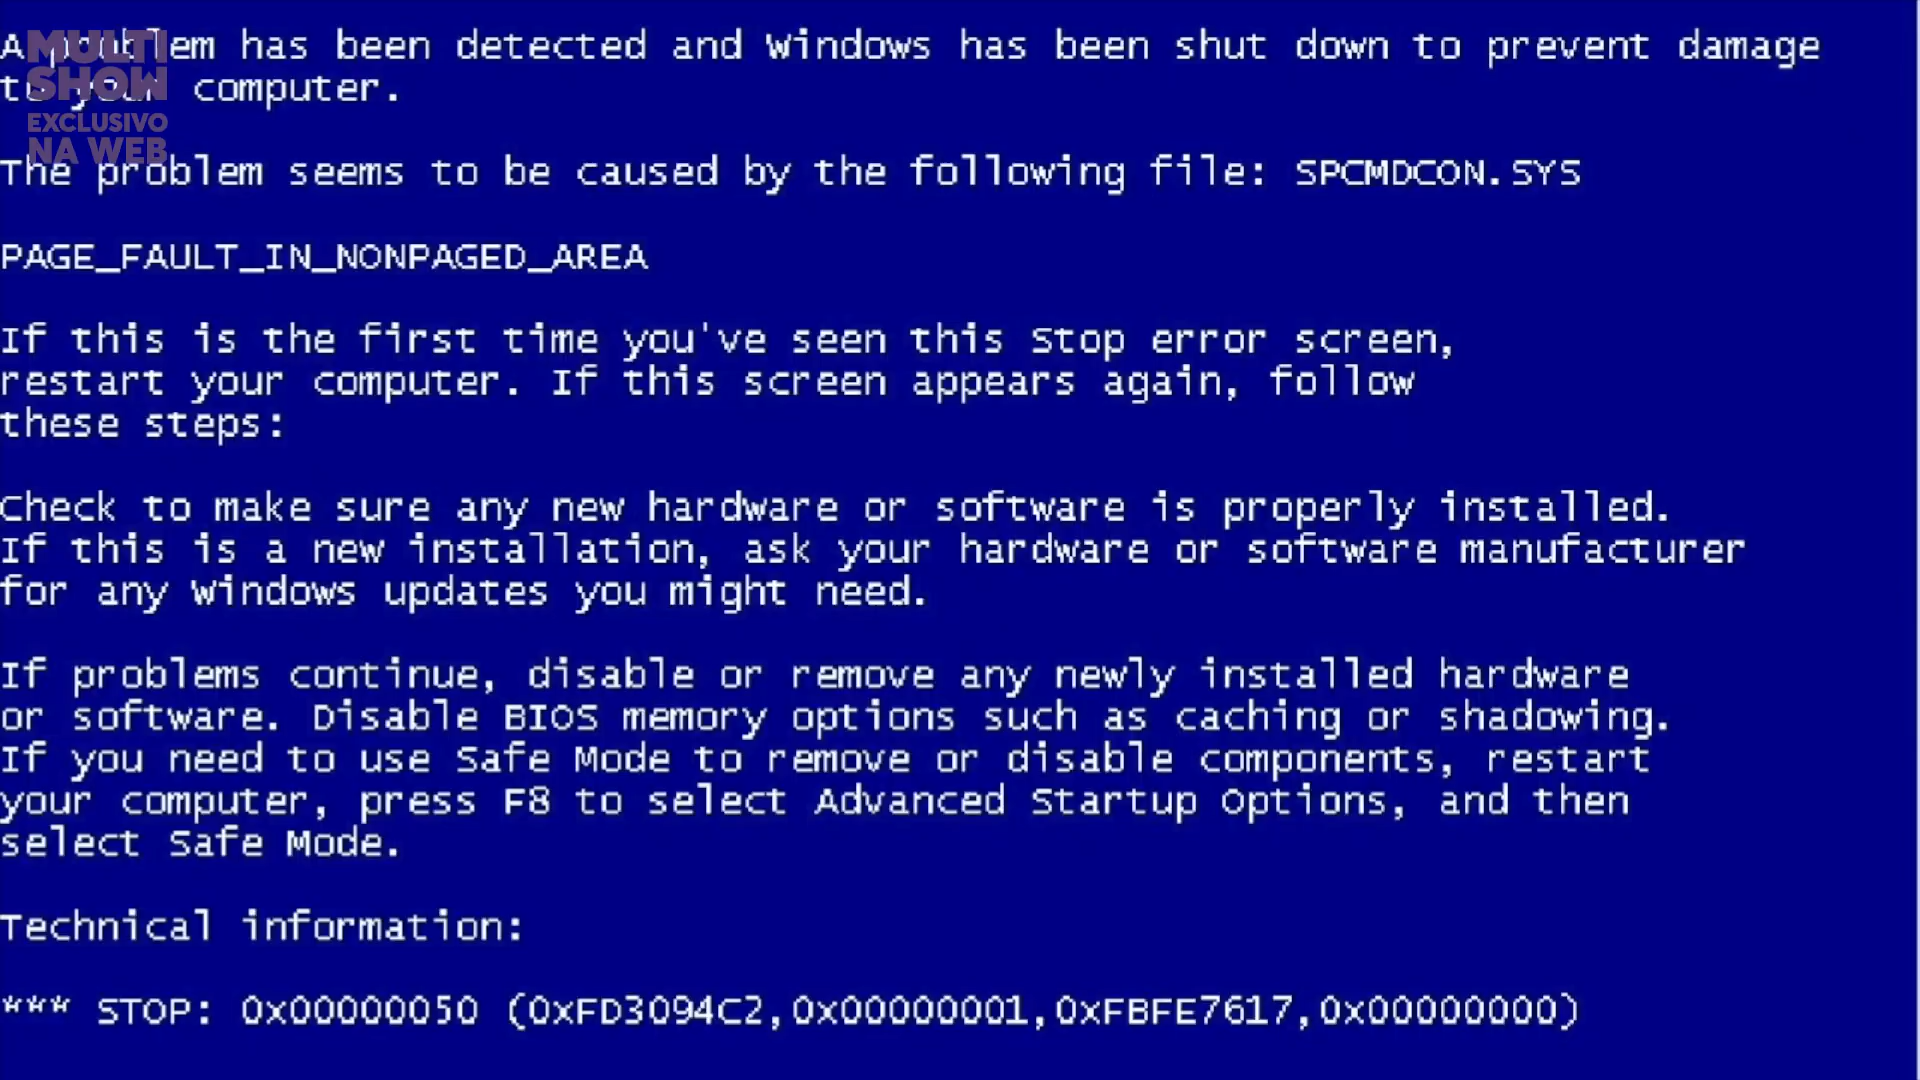 MULTI
SHOW
EXCLUSIVO
NA WEB
A problem has been detected and Windows has been shut down to prevent damage
to your computer.
The problem seems to be caused by the following file: SPCMDCON.SYS
PAGE_FAULT_IN_NONPAGED_AREA
If this is the first time you've seen this Stop error screen,
restart your computer. If this screen appears again, follow
these steps:
Check to make sure any new hardware or software is properly installed.
If this is a new installation, ask your hardware or software manufacturer
for any Windows updates you might need.
If problems continue, disable or remove any newly installed hardware
or software. Disable BIOS memory options such as caching or shadowing.
If you need to use Safe Mode to remove or disable components, restart
your computer, press F8 to select Advanced Startup Options, and then
select Safe Mode.
Technical information:
*** STOP: 0x00000050 (0xFD3094C2,0x00000001,0xFBFE7617,0x00000000)